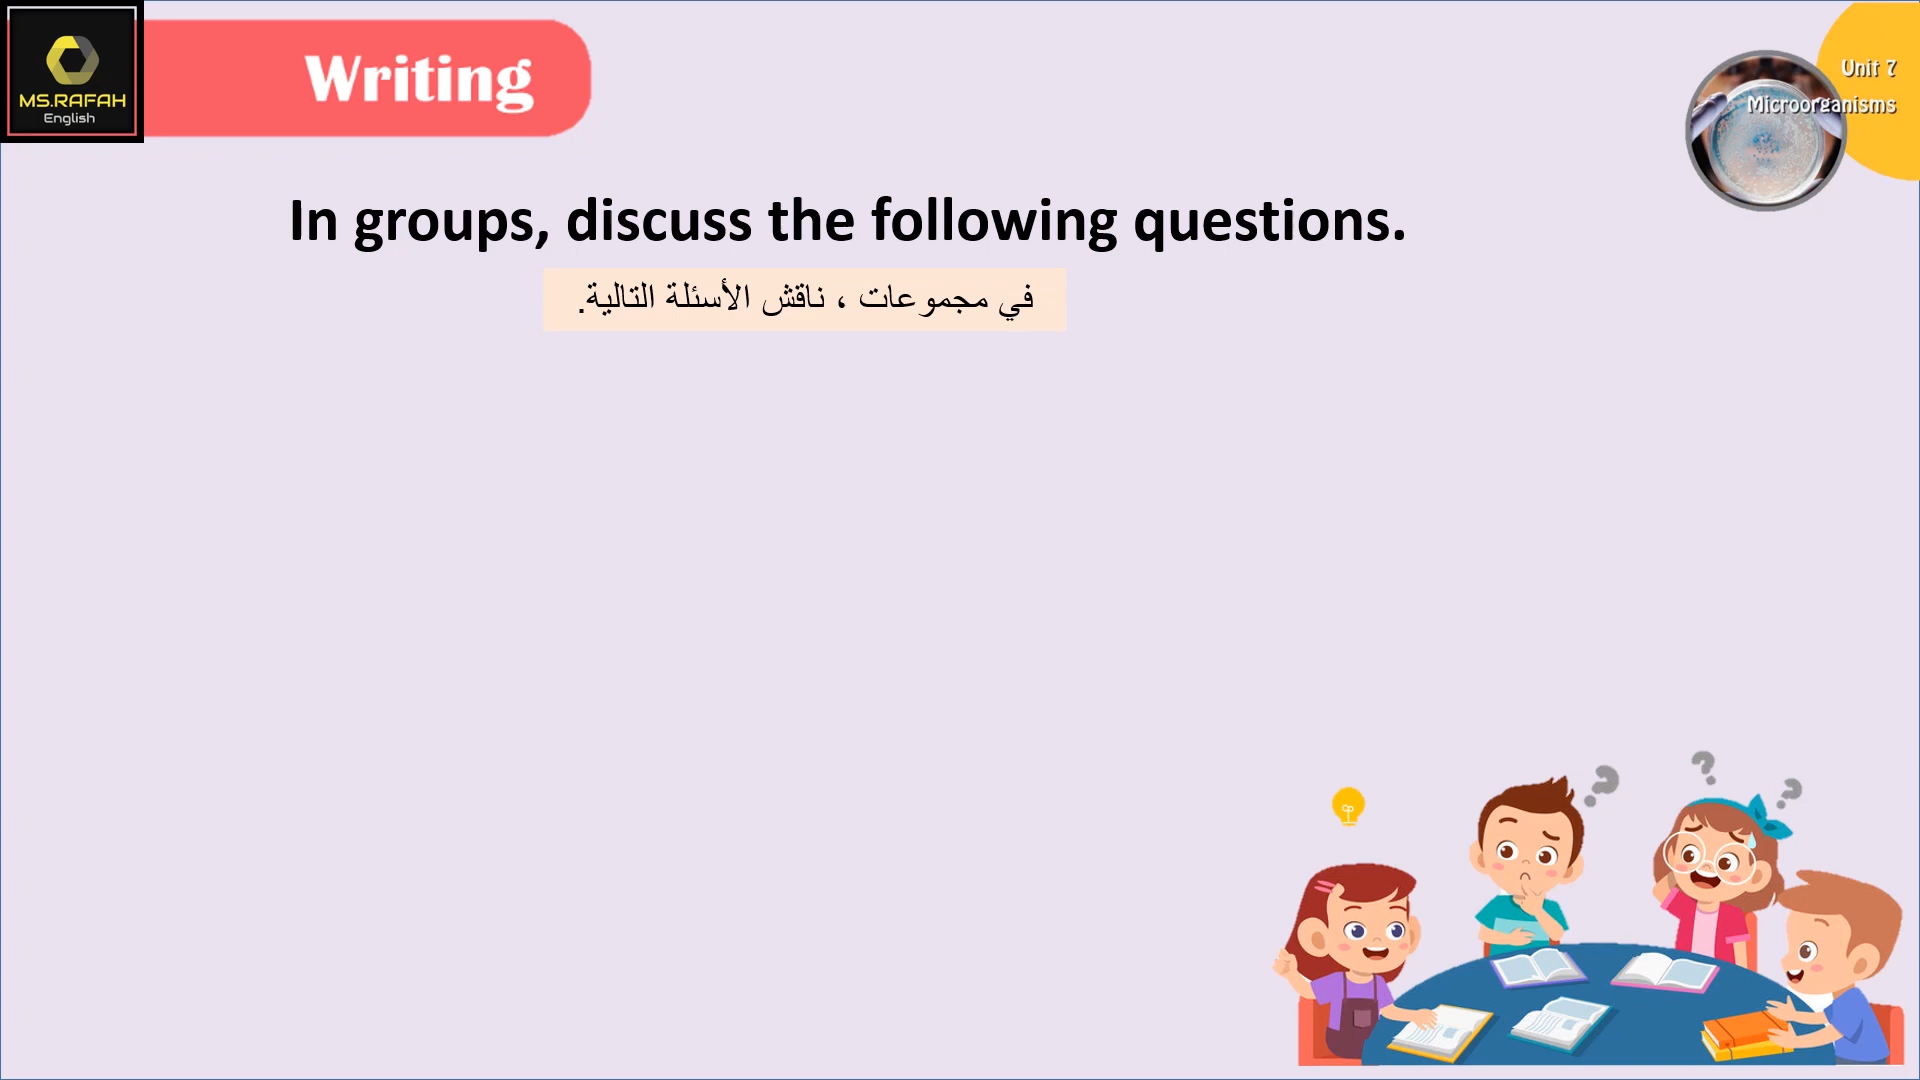 MS.RAFAH
English
Writing
Unit 7
Microorganisms
In groups, discuss the following questions.
في مجموعات ، ناقش الأسئلة التالية.